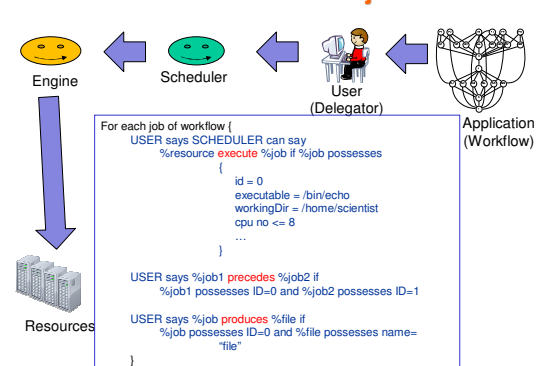 Engine
Scheduler
User
(Delegator)
Application
(Workflow)
Resources
For each job of workflow {
USER says SCHEDULER can say
%resource execute %job if %job possesses
{
id = 0
executable = /bin/echo
workingDir = /home/scientist
cpu no <= 8
…
}
USER says %job1 precedes %job2 if
%job1 possesses ID=0 and %job2 possesses ID=1
USER says %job produces %file if
%job possesses ID=0 and %file possesses name=
“file”
}